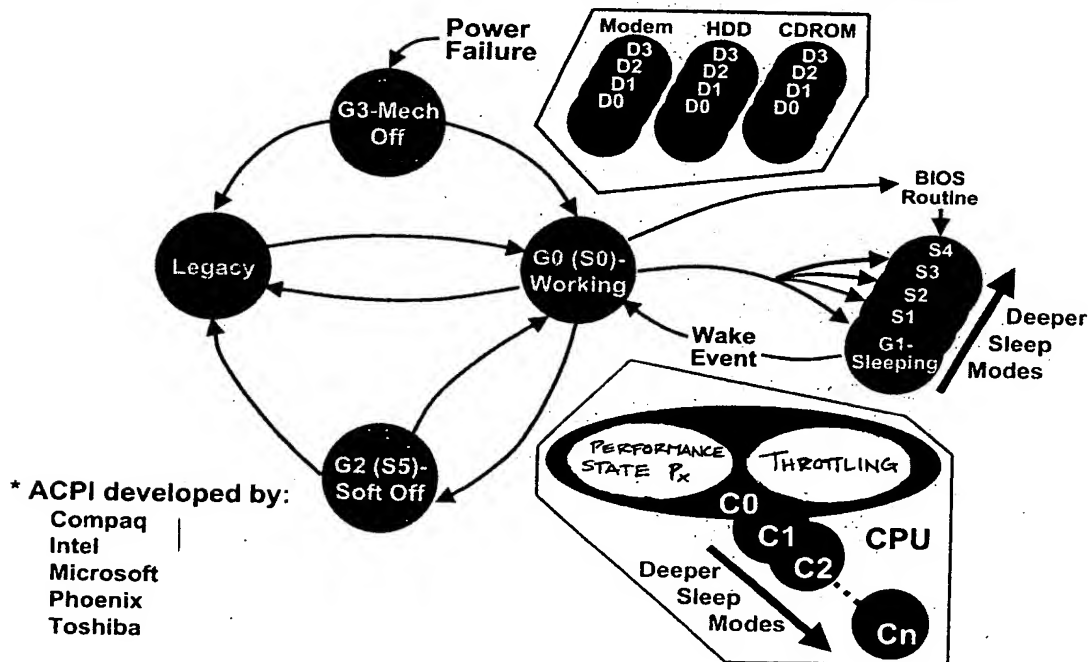 Power
Failure
Modem HDD CDROM
D3 D3 D3
D2 D2 D2
D1 D1 D1
D0 D0 D0
G3-Mech
Off
BIOS
Routine
Legacy
G0 (S0)-
Working
S4
S3
S2
S1
G1-
Sleeping
Deeper
Sleep
Modes
Wake
Event
G2 (S5)-
Soft Off
PERFORMANCE
STATE Px
THROTTLING
C0
C1
C2
Cn
CPU
Deeper
Sleep
Modes
* ACPI developed by:
Compaq
Intel
Microsoft
Phoenix
Toshiba